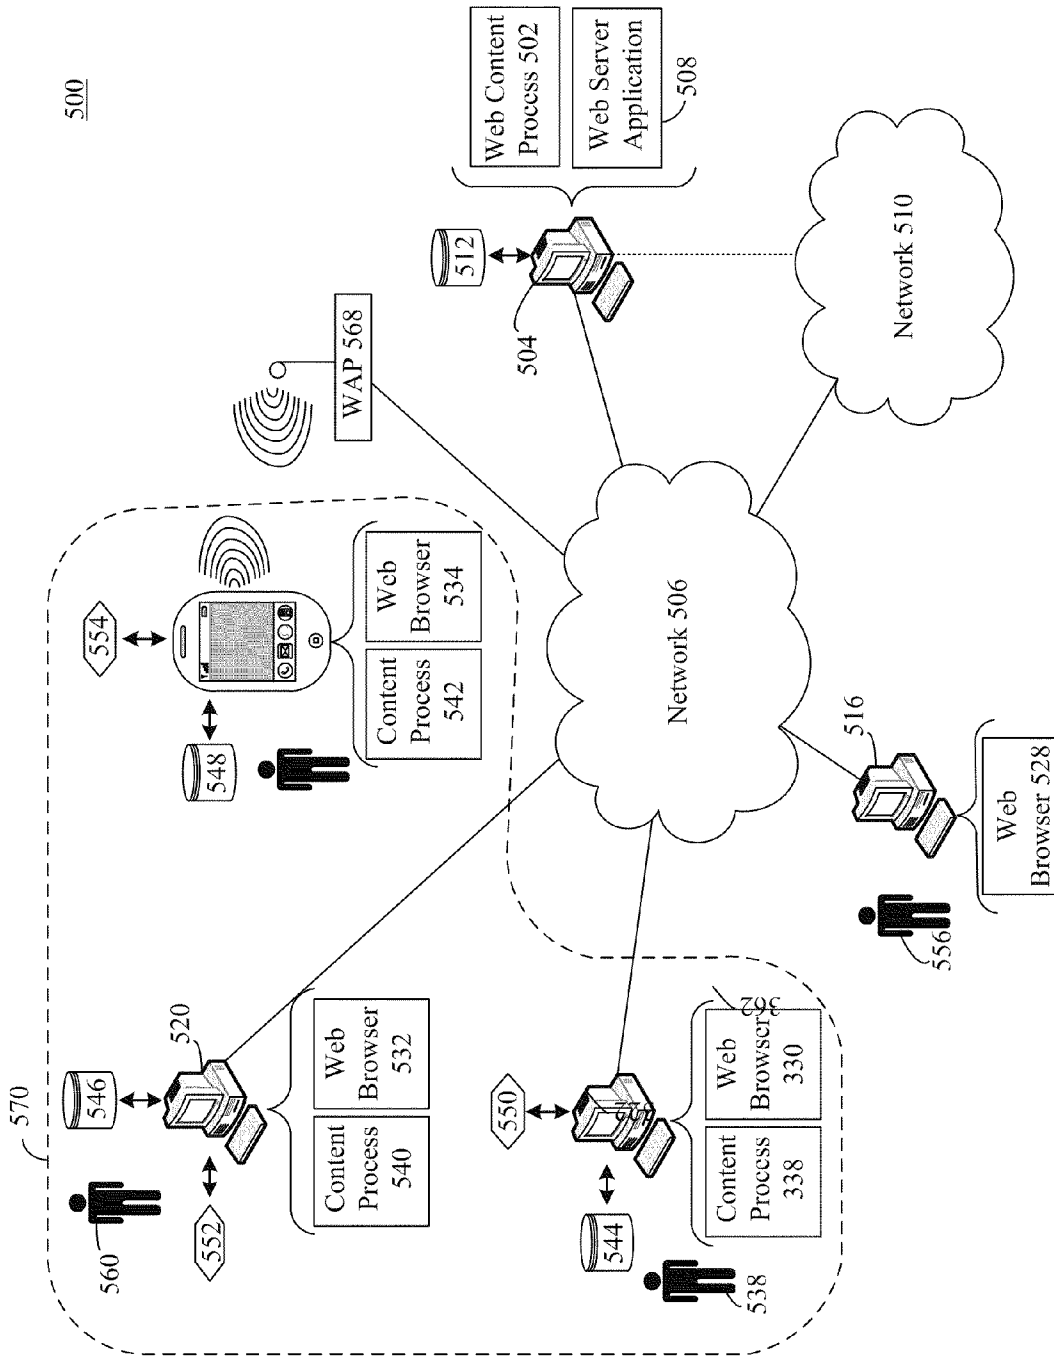 570
500
546
554
560
520
552
548
Content
Process
540
Web
Browser
532
Content
Process
542
Web
Browser
534
WAP 568
512
504
Web Content
Process 502
Web Server
Application
508
550
544
538
Content
Process
338
Web
Browser
330
362
Network 506
Network 510
516
556
Web
Browser 528